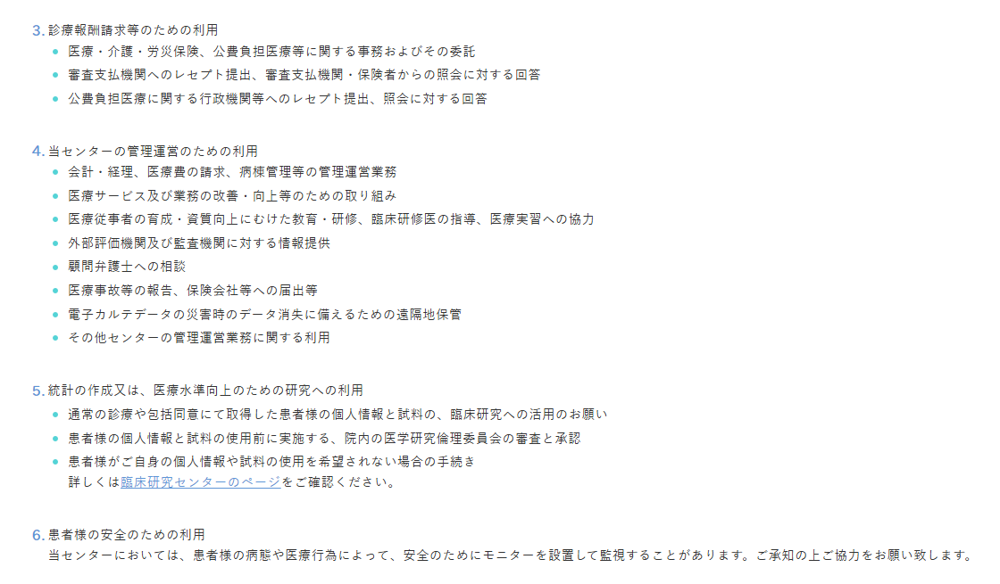 3. 診療報酬請求等のための利用
医療・介護・労災保険、公費負担医療等に関する事務およびその委託
審査支払機関へのレセプト提出、審査支払機関・保険者からの照会に対する回答
公費負担医療に関する行政機関等へのレセプト提出、照会に対する回答
4. 当センターの管理運営のための利用
会計・経理、医療費の請求、病棟管理等の管理運営業務
医療サービス及び業務の改善・向上等のための取り組み
医療従事者の育成・資質向上にむけた教育・研修、臨床研修医の指導、医療実習への協力
外部評価機関及び監査機関に対する情報提供
顧問弁護士への相談
医療事故等の報告、保険会社等への届出等
電子カルテデータの災害時のデータ消失に備えるための遠隔地保管
その他センターの管理運営業務に関する利用
5. 統計の作成又は、医療水準向上のための研究への利用
通常の診療や包括同意にて取得した患者様の個人情報と試料の、臨床研究への活用のお願い
患者様の個人情報と試料の使用前に実施する、院内の医学研究倫理委員会の審査と承認
患者様がご自身の個人情報や試料の使用を希望されない場合の手続き
詳しくは臨床研究センターのページをご確認ください。
6. 患者様の安全のための利用
当センターにおいては、患者様の病態や医療行為によって、安全のためにモニターを設置して監視することがあります。ご承知の上ご協力をお願い致します。